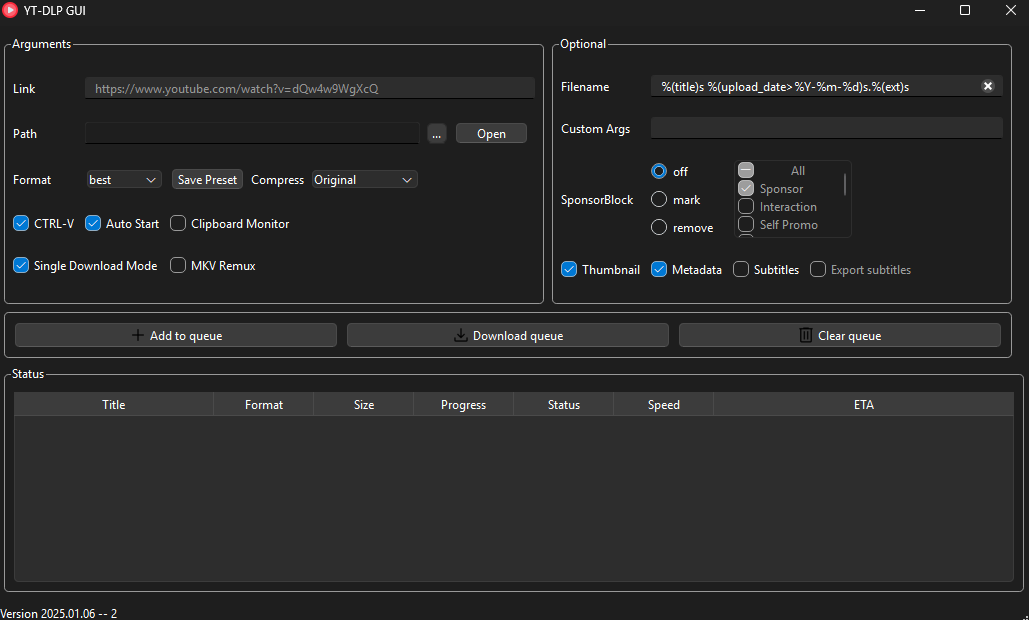 YT-DLP GUI
Arguments
Link https://www.youtube.com/watch?v=dQw4w9WgXcQ
Path ... Open
Format best Save Preset Compress Original
CTRL-V Auto Start Clipboard Monitor
Single Download Mode MKV Remux
Optional
Filename %(title)s %(upload_date>%Y-%m-%d)s.%(ext)s
Custom Args
SponsorBlock
off
mark
remove
All
Sponsor
Interaction
Self Promo
Thumbnail Metadata Subtitles Export subtitles
Add to queue Download queue Clear queue
Status
Title Format Size Progress Status Speed ETA
Version 2025.01.06 -- 2